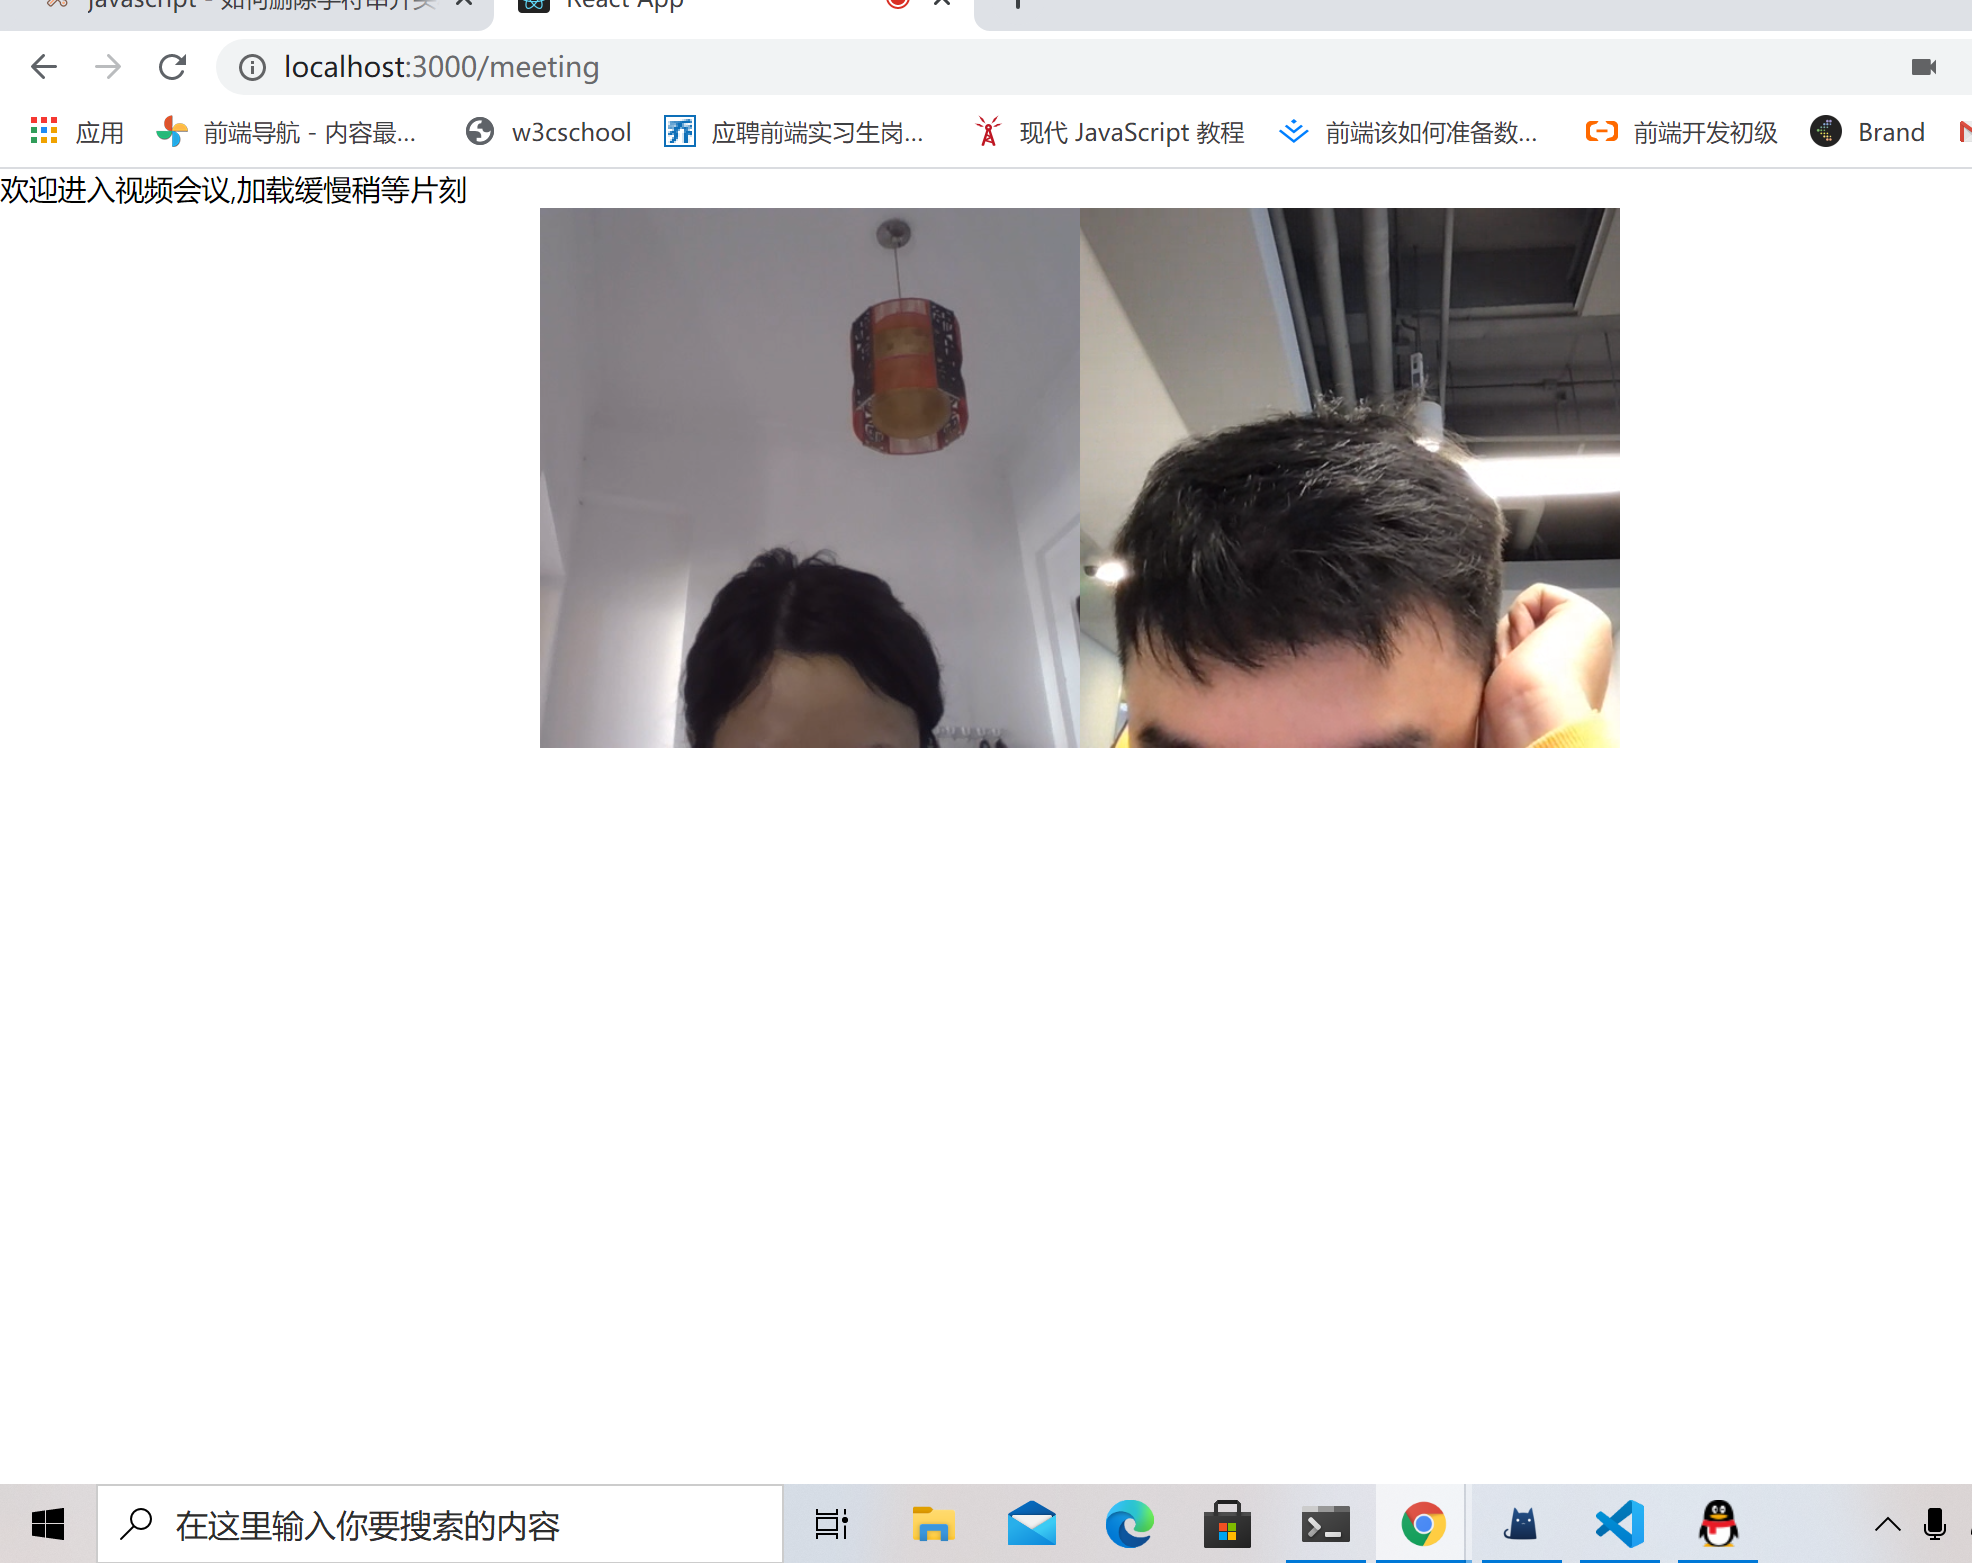 javascript - 如何删除字符串开头
React App
localhost:3000/meeting
应用
前端导航 - 内容最...
w3cschool
应聘前端实习生岗...
现代 JavaScript 教程
前端该如何准备数...
前端开发初级
Brand
欢迎进入视频会议,加载缓慢稍等片刻
在这里输入你要搜索的内容